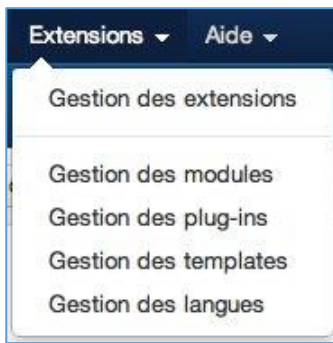 Extensions Aide
Gestion des extensions
Gestion des modules
Gestion des plug-ins
Gestion des templates
Gestion des langues